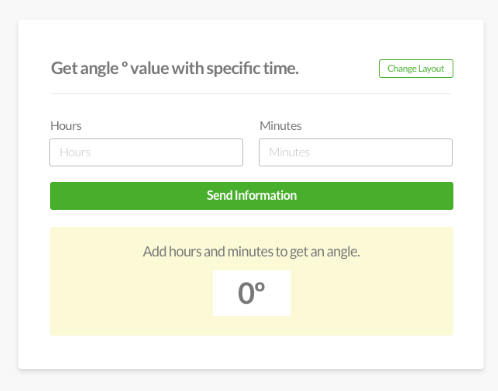 Get angle º value with specific time.
Change Layout
Hours
Minutes
Hours
Minutes
Send Information
Add hours and minutes to get an angle.
0º